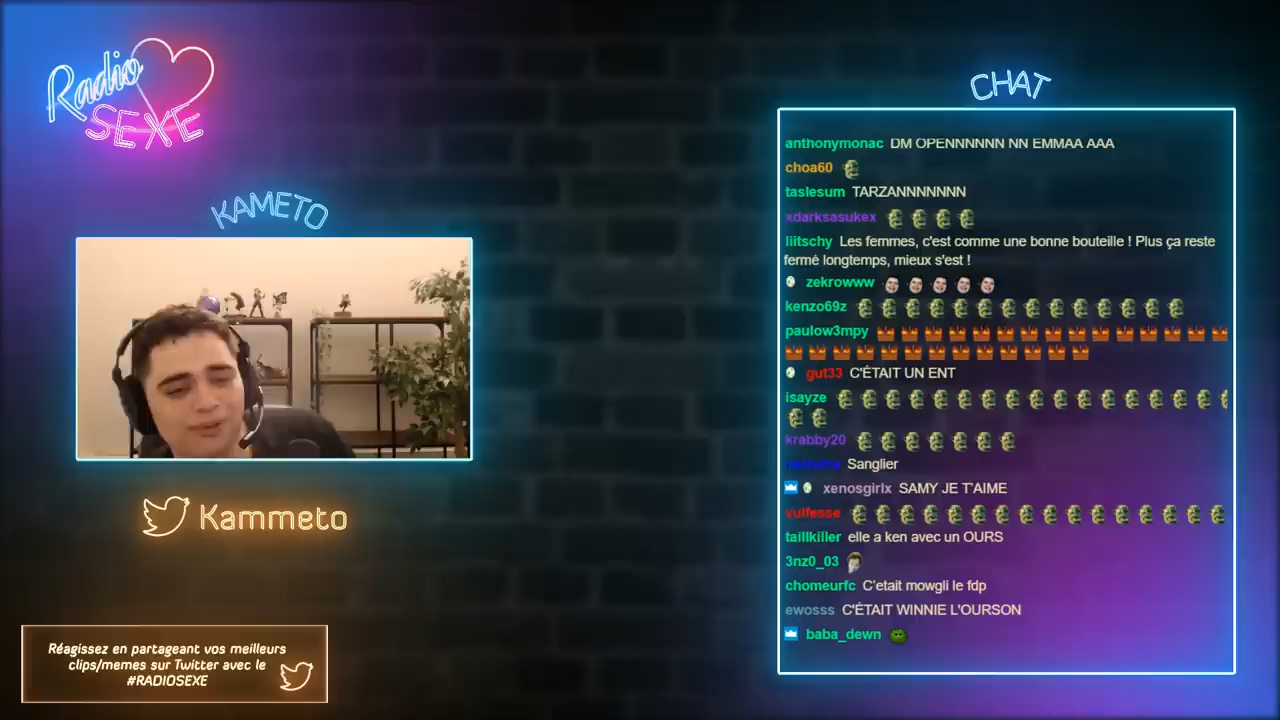 Radio
SEXE
KAMETO
Kammeto
Réagissez en partageant vos meilleurs
clips/memes sur Twitter avec le
#RADIOSEXE
CHAT
anthonymonac DM OPENNNNNN NN EMMAA AAA
choa60
taslesum TARZANNNNNNN
xdarksasukex
liitschy Les femmes, c'est comme une bonne bouteille ! Plus ça reste
fermé longtemps, mieux s'est !
zekrowww
kenzo69z
paulow3mpy
gut33 C'ÉTAIT UN ENT
isayze
krabby20
Sanglier
xenosgirlx SAMY JE T'AIME
vulfesse
taillkiller elle a ken avec un OURS
3nz0_03
chomeurfc C'etait mowgli le fdp
ewosss C'ÉTAIT WINNIE L'OURSON
baba_dewn